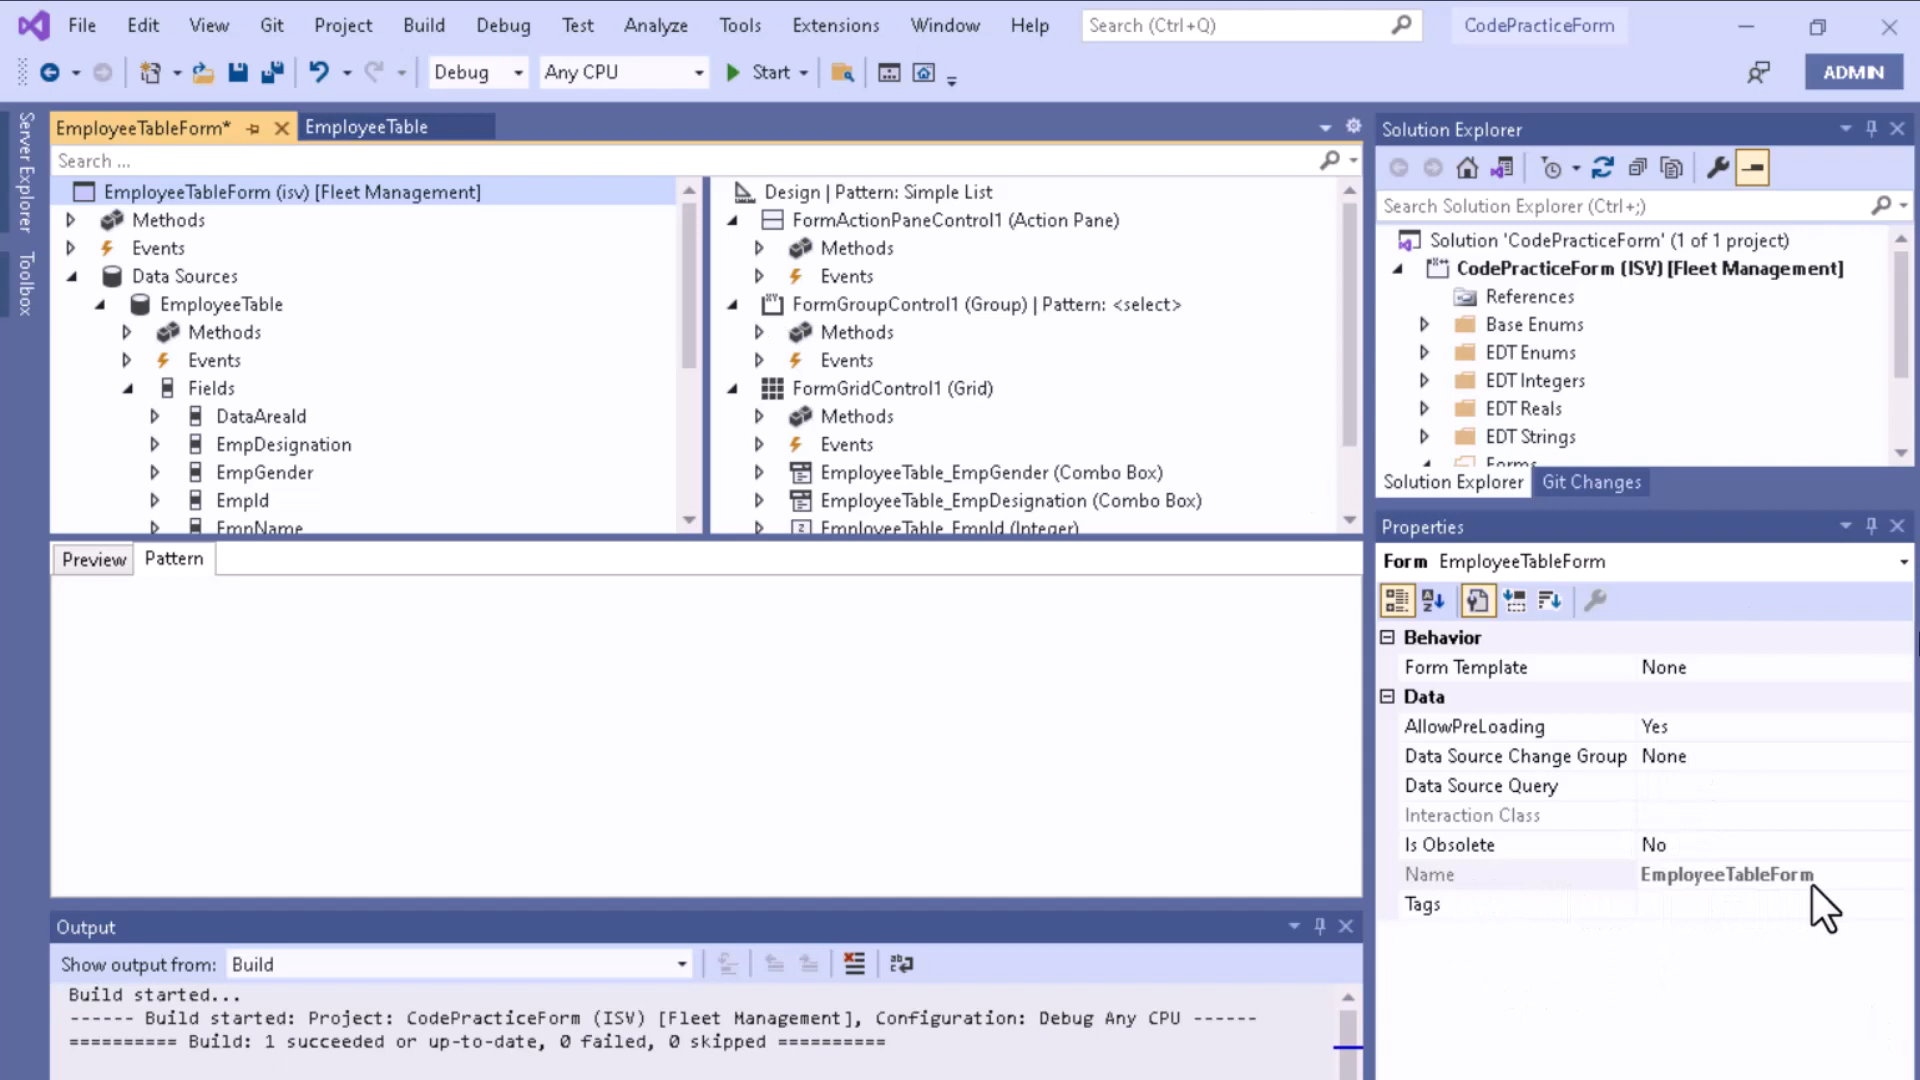 File Edit View Git Project Build Debug Test Analyze Tools Extensions Window Help Search (Ctrl+Q) CodePracticeForm
Debug Any CPU Start ADMIN
Server Explorer
Toolbox
EmployeeTableForm* EmployeeTable
Search ...
EmployeeTableForm (isv) [Fleet Management]
Methods
Events
Data Sources
EmployeeTable
Methods
Events
Fields
DataAreaId
EmpDesignation
EmpGender
EmpId
EmpName
Design | Pattern: Simple List
FormActionPaneControl1 (Action Pane)
Methods
Events
FormGroupControl1 (Group) | Pattern: <select>
Methods
Events
FormGridControl1 (Grid)
Methods
Events
EmployeeTable_EmpGender (Combo Box)
EmployeeTable_EmpDesignation (Combo Box)
EmployeeTable_EmpId (Integer)
Preview Pattern
Output
Show output from: Build
Build started...
------ Build started: Project: CodePracticeForm (ISV) [Fleet Management], Configuration: Debug Any CPU ------
========== Build: 1 succeeded or up-to-date, 0 failed, 0 skipped ==========
Solution Explorer
Search Solution Explorer (Ctrl+;)
Solution 'CodePracticeForm' (1 of 1 project)
CodePracticeForm (ISV) [Fleet Management]
References
Base Enums
EDT Enums
EDT Integers
EDT Reals
EDT Strings
Forms
Solution Explorer Git Changes
Properties
Form EmployeeTableForm
Behavior
Form Template None
Data
AllowPreLoading Yes
Data Source Change Group None
Data Source Query
Interaction Class
Is Obsolete No
Name EmployeeTableForm
Tags